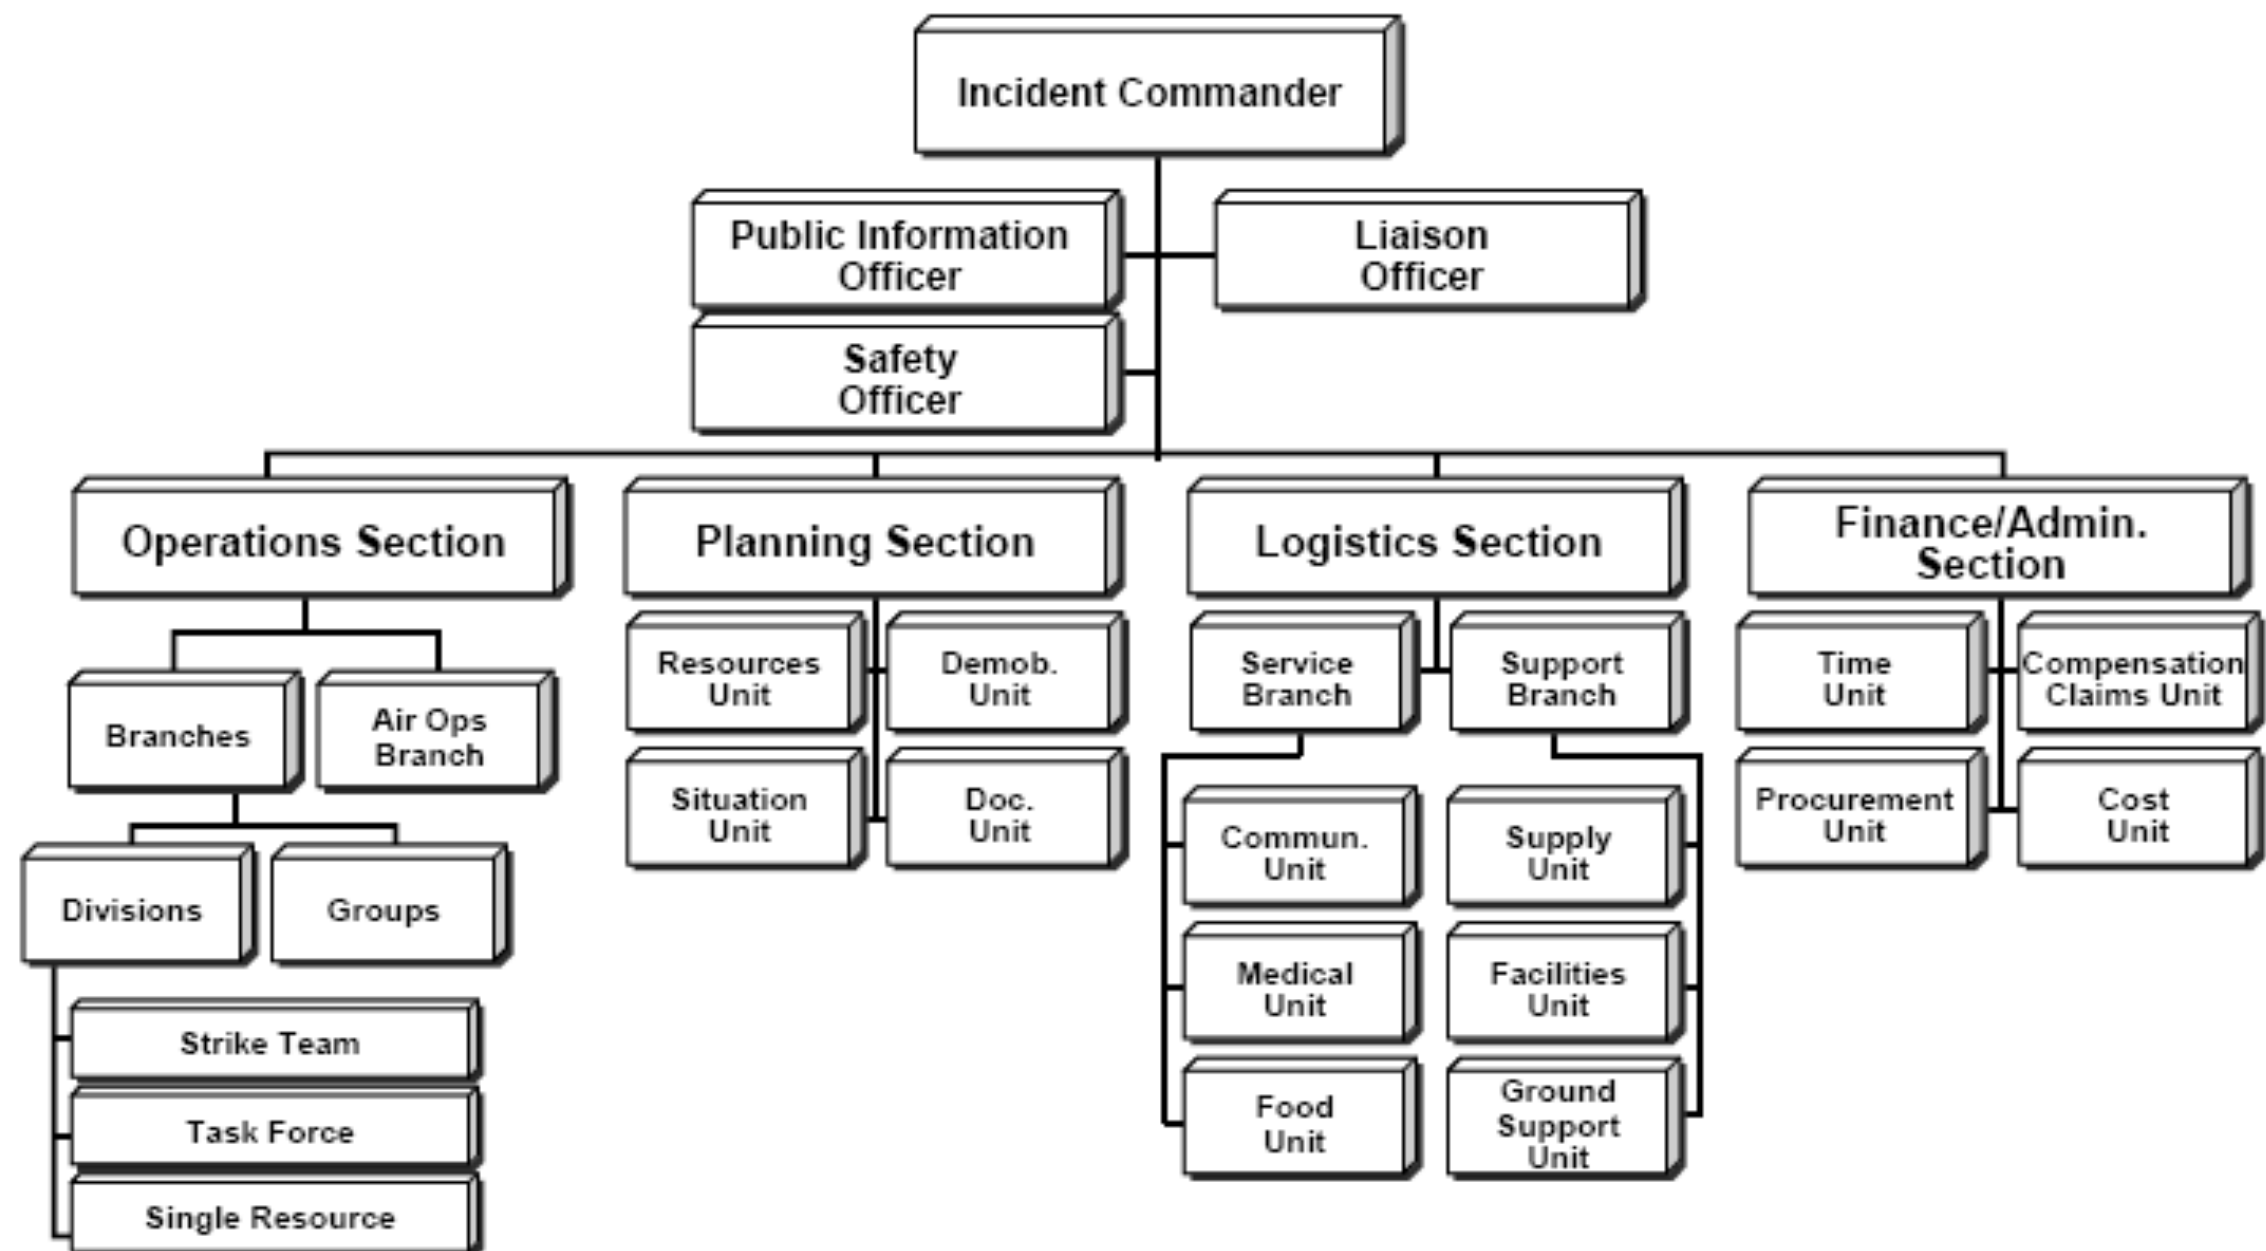 Incident Commander
Public Information
Officer
Liaison
Officer
Safety
Officer
Operations Section
Planning Section
Logistics Section
Finance/Admin.
Section
Branches
Air Ops
Branch
Divisions
Groups
Strike Team
Task Force
Single Resource
Resources
Unit
Demob.
Unit
Situation
Unit
Doc.
Unit
Service
Branch
Support
Branch
Commun.
Unit
Supply
Unit
Medical
Unit
Facilities
Unit
Food
Unit
Ground
Support
Unit
Time
Unit
Compensation
Claims Unit
Procurement
Unit
Cost
Unit